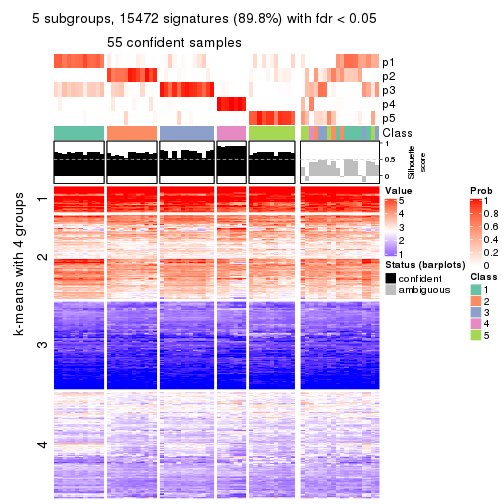 5 subgroups, 15472 signatures (89.8%) with fdr < 0.05
55 confident samples
p1
p2
p3
p4
p5
Class
1
0.5
0
Silhouette
score
k-means with 4 groups
1
2
3
4
Value
5
4
3
2
1
Status (barplots)
confident
ambiguous
Prob
1
0.8
0.6
0.4
0.2
0
Class
1
2
3
4
5